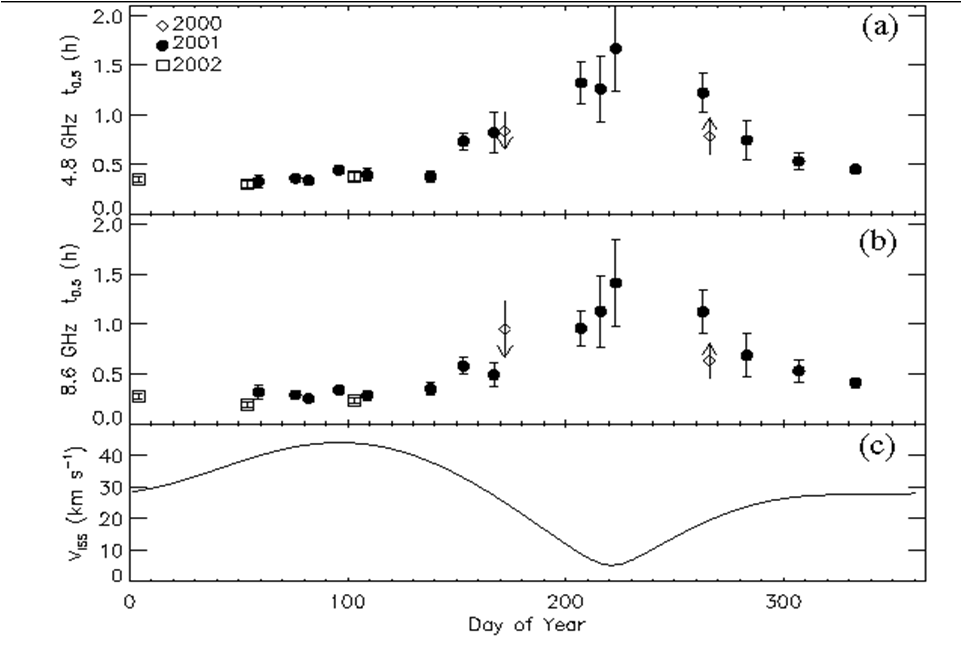 2.0
(a)
◇ 2000
● 2001
□ 2002
1.5
1.0
0.5
0.0
4.8 GHz t0.5 (h)
2.0
(b)
1.5
1.0
0.5
0.0
8.6 GHz t0.5 (h)
(c)
40
30
20
10
0
VISS (km s−1)
0 100 200 300
Day of Year